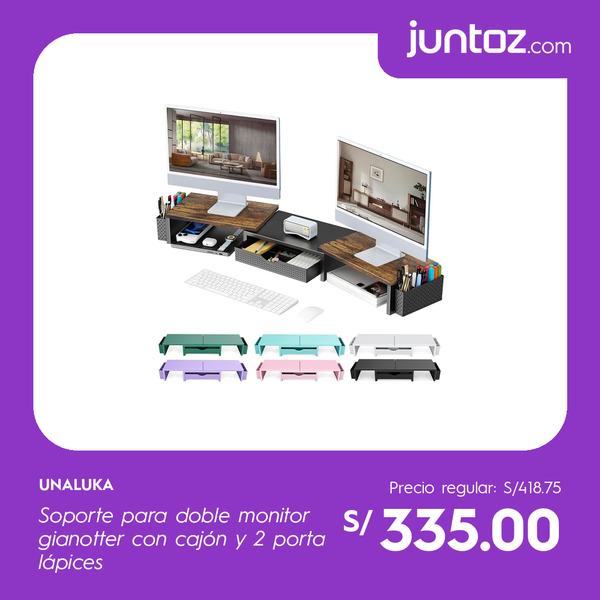 juntoz.com
UNALUKA
Soporte para doble monitor
gianotter con cajón y 2 porta
lápices
Precio regular: S/418.75
S/ 335.00